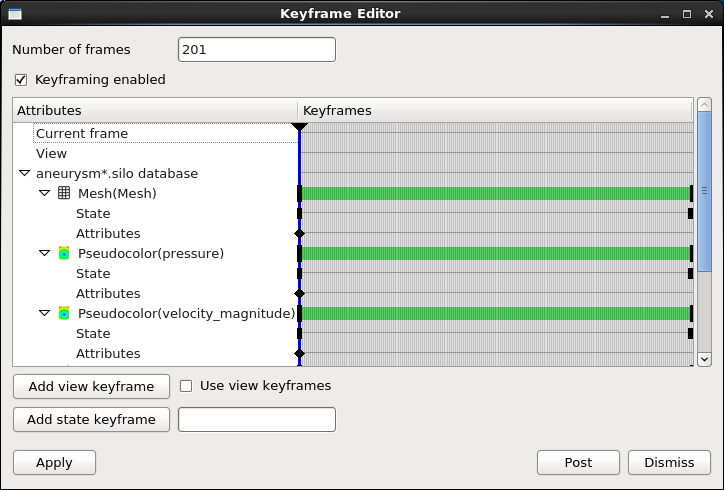 Keyframe Editor
Number of frames 201
Keyframing enabled
Attributes Keyframes
Current frame
View
aneurysm*.silo database
Mesh(Mesh)
State
Attributes
Pseudocolor(pressure)
State
Attributes
Pseudocolor(velocity_magnitude)
State
Attributes
Add view keyframe Use view keyframes
Add state keyframe
Apply Post Dismiss